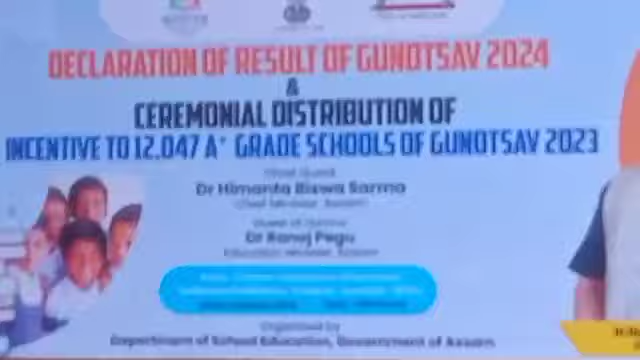 DECLARATION OF RESULT OF GUNOTSAV 2024
&
CEREMONIAL DISTRIBUTION OF
INCENTIVE TO 12,047 A+ GRADE SCHOOLS OF GUNOTSAV 2023
Chief Guest
Dr Himanta Biswa Sarma
Chief Minister, Assam
Guest of Honour
Dr Ranoj Pegu
Education Minister, Assam
Organised by
Department of School Education, Government of Assam